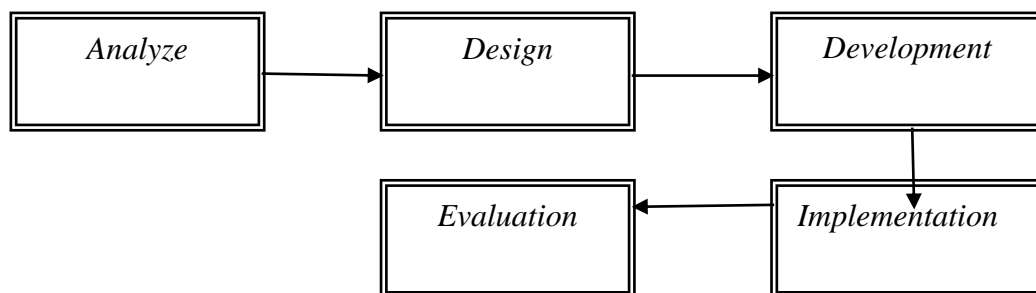 Analyze
Design
Development
Implementation
Evaluation